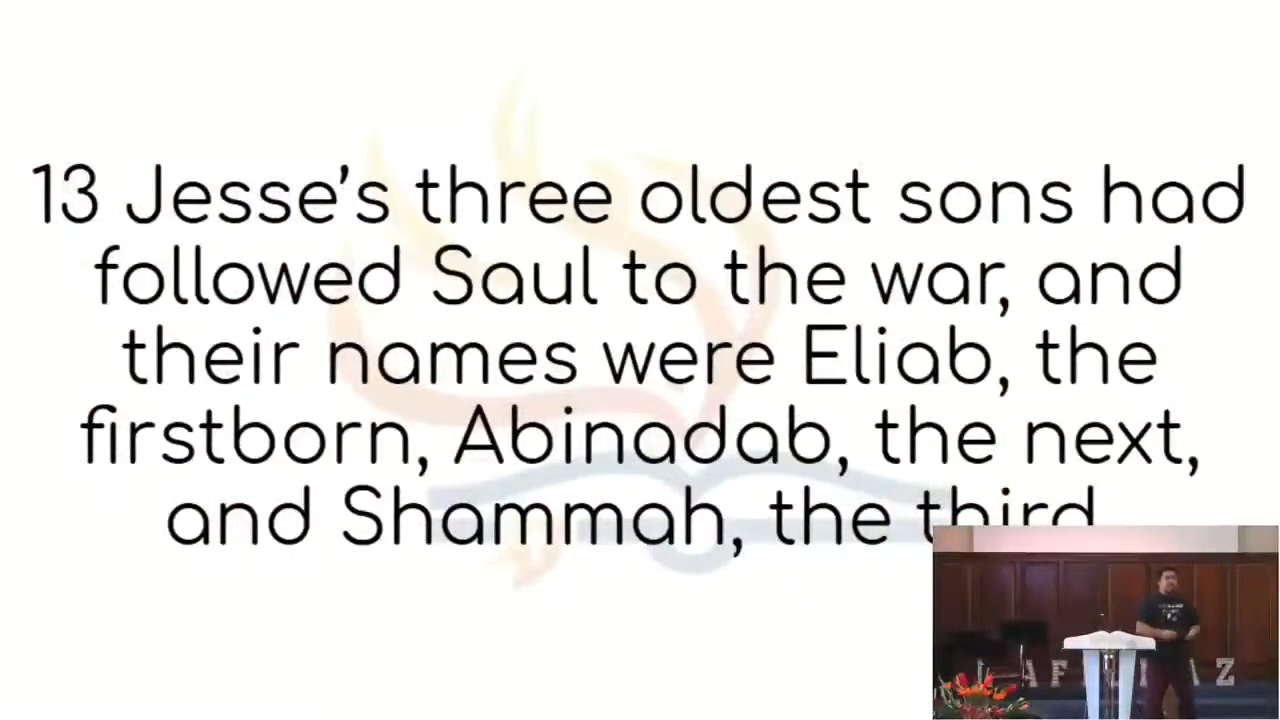 13 Jesse's three oldest sons had
followed Saul to the war, and
their names were Eliab, the
firstborn, Abinadab, the next,
and Shammah, the third